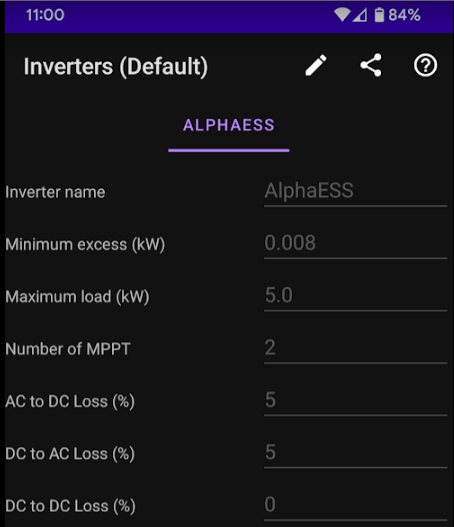 11:00 84%
Inverters (Default)
ALPHAESS
Inverter name AlphaESS
Minimum excess (kW) 0.008
Maximum load (kW) 5.0
Number of MPPT 2
AC to DC Loss (%) 5
DC to AC Loss (%) 5
DC to DC Loss (%) 0